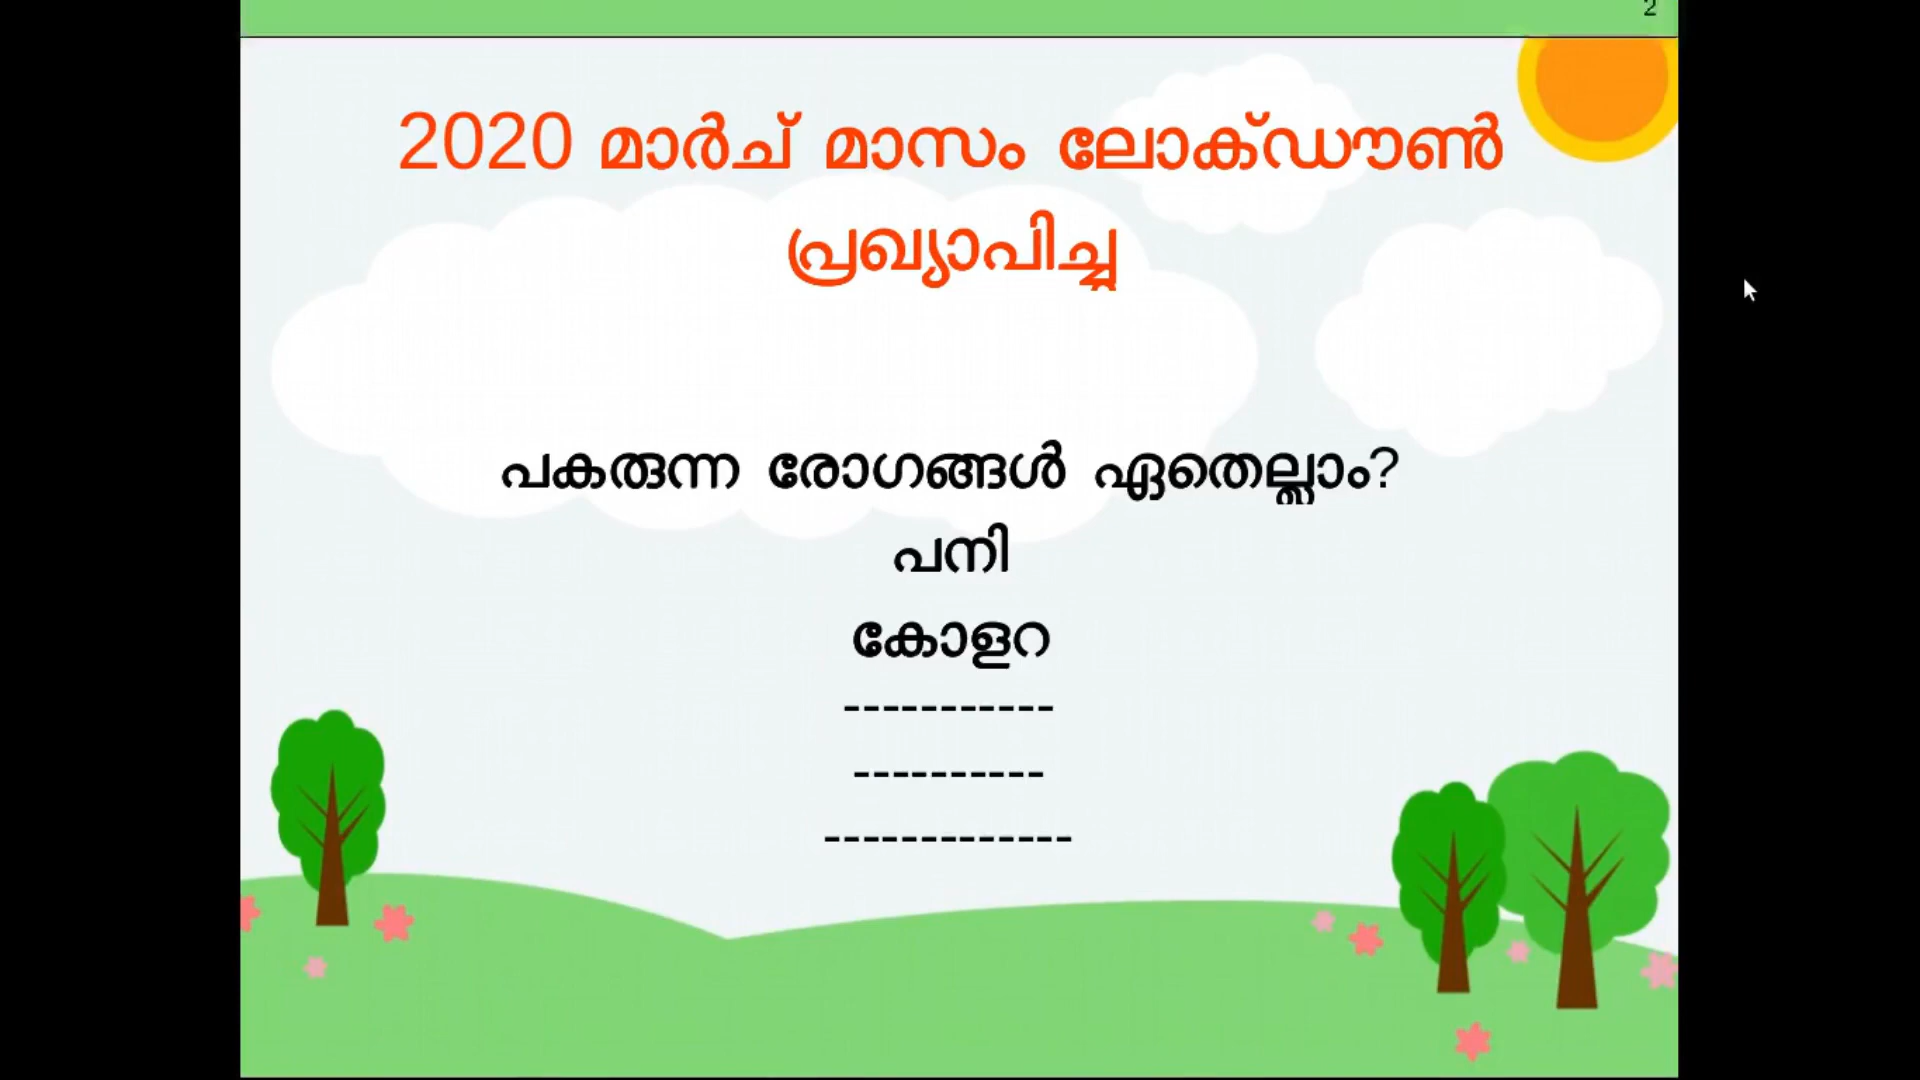 2
2020 മാർച് മാസം ലോക്ഡൗൺ
പ്രഖ്യാപിച്ചു
പകരുന്ന രോഗങ്ങൾ ഏതെല്ലാം?
പനി
കോളറ
-----------
----------
-------------